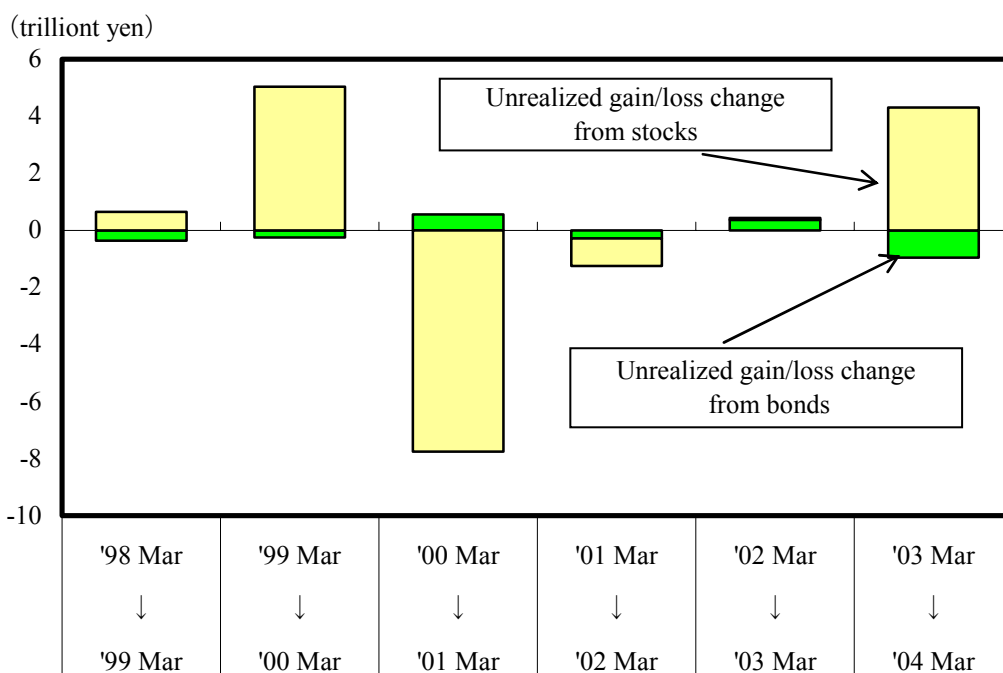 （trilliont yen）
6
4
2
0
-2
-4
-6
-8
-10
Unrealized gain/loss change
from stocks
Unrealized gain/loss change
from bonds
'98 Mar '99 Mar '00 Mar '01 Mar '02 Mar '03 Mar
↓ ↓ ↓ ↓ ↓ ↓
'99 Mar '00 Mar '01 Mar '02 Mar '03 Mar '04 Mar